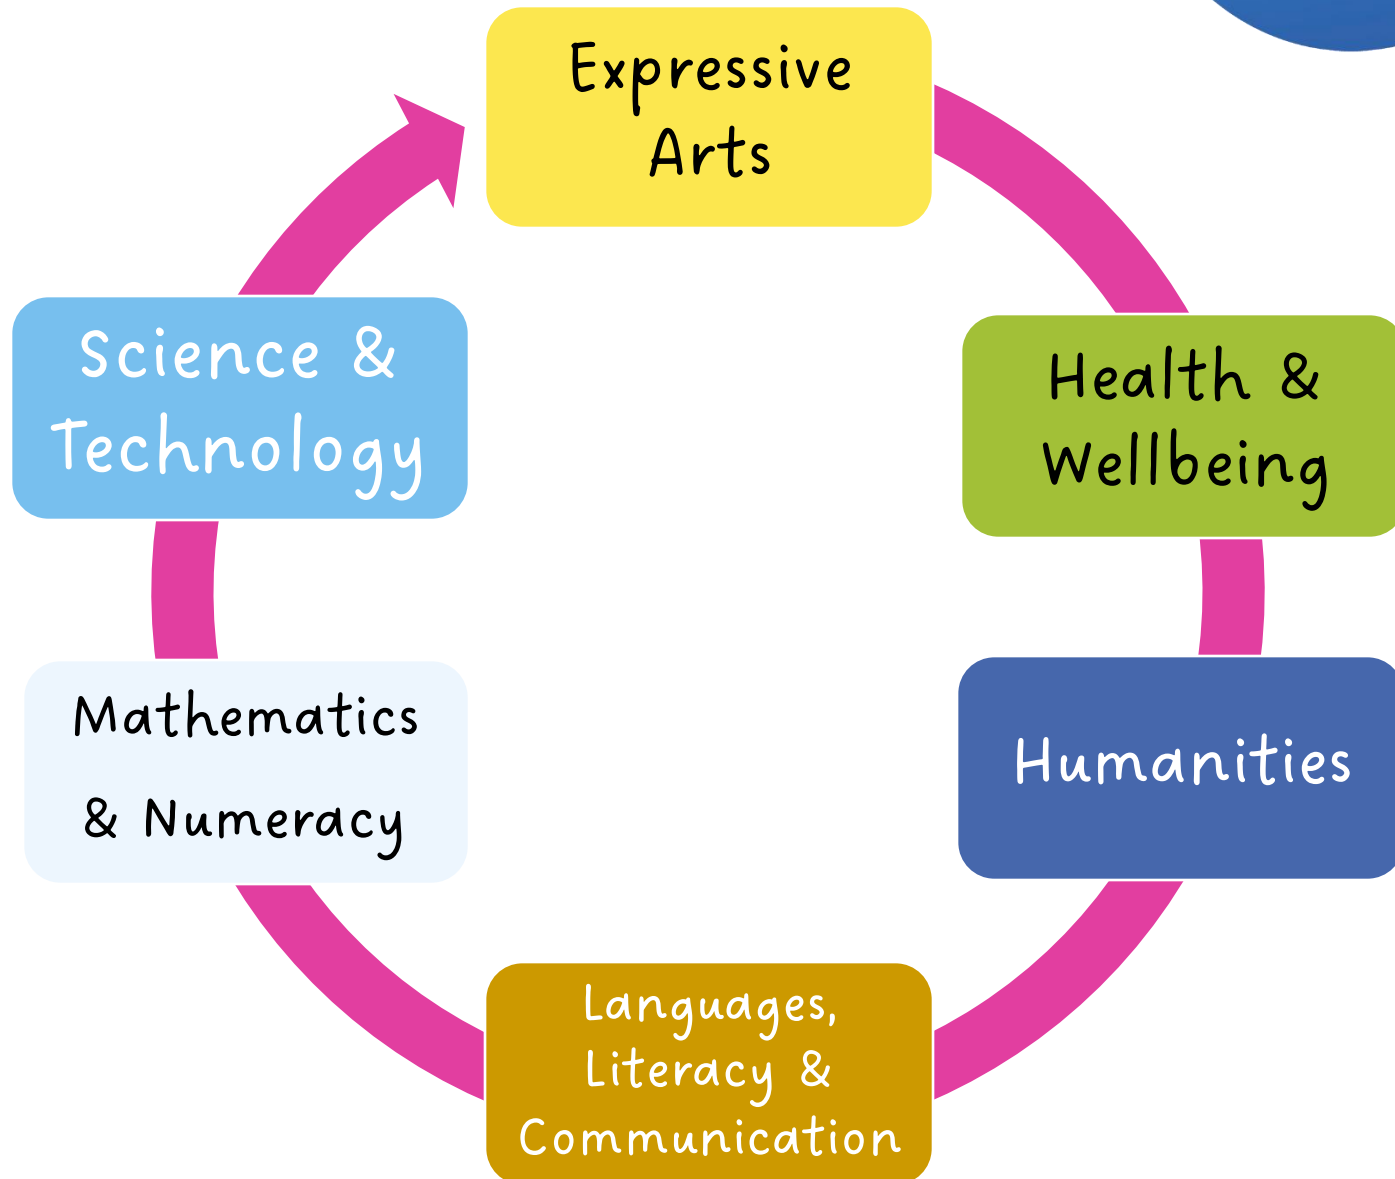 Expressive
Arts
Health &
Wellbeing
Humanities
Languages,
Literacy &
Communication
Mathematics
& Numeracy
Science &
Technology